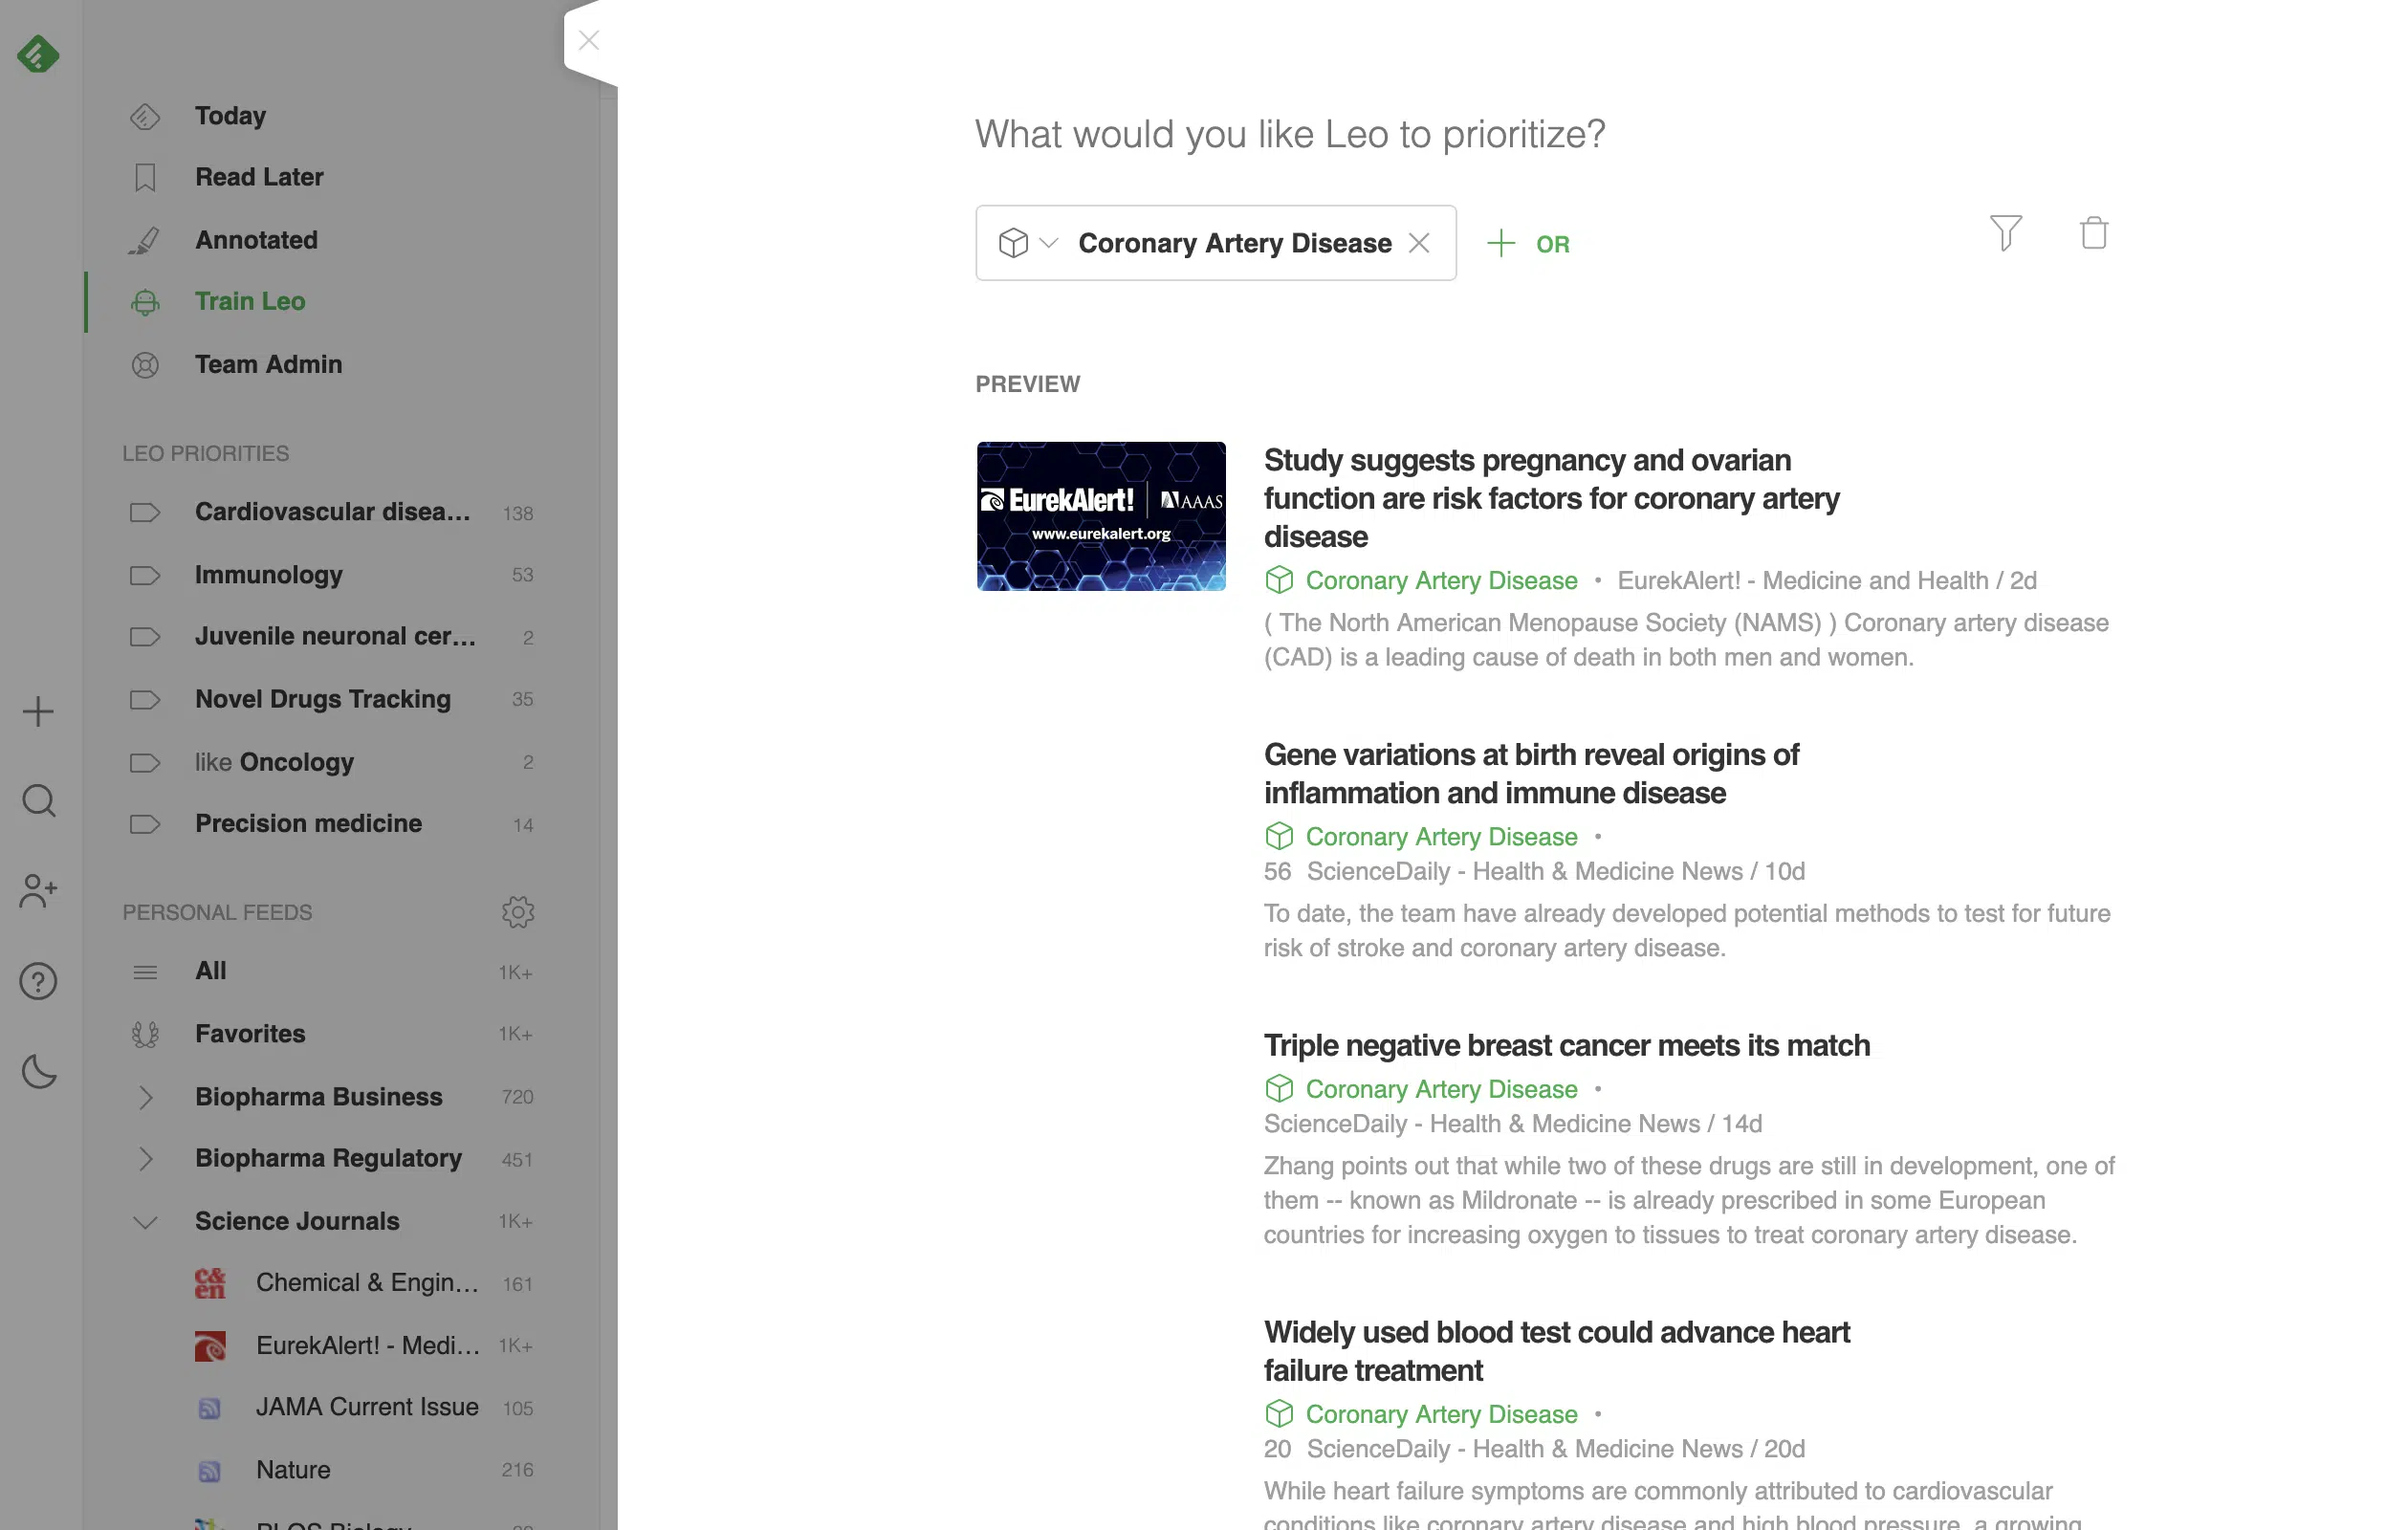 Today
Read Later
Annotated
Train Leo
Team Admin
LEO PRIORITIES
Cardiovascular disea... 138
Immunology 53
Juvenile neuronal cer... 2
Novel Drugs Tracking 35
like Oncology 2
Precision medicine 14
PERSONAL FEEDS
All 1K+
Favorites 1K+
Biopharma Business 720
Biopharma Regulatory 451
Science Journals 1K+
c&en
Chemical & Engin... 161
EurekAlert! - Medi... 1K+
JAMA Current Issue 105
Nature 216
PLOS Biology
What would you like Leo to prioritize?
Coronary Artery Disease
OR
PREVIEW
EurekAlert! AAAS
www.eurekalert.org
Study suggests pregnancy and ovarian
function are risk factors for coronary artery
disease
Coronary Artery Disease • EurekAlert! - Medicine and Health / 2d
( The North American Menopause Society (NAMS) ) Coronary artery disease
(CAD) is a leading cause of death in both men and women.
Gene variations at birth reveal origins of
inflammation and immune disease
Coronary Artery Disease •
56 ScienceDaily - Health & Medicine News / 10d
To date, the team have already developed potential methods to test for future
risk of stroke and coronary artery disease.
Triple negative breast cancer meets its match
Coronary Artery Disease •
ScienceDaily - Health & Medicine News / 14d
Zhang points out that while two of these drugs are still in development, one of
them -- known as Mildronate -- is already prescribed in some European
countries for increasing oxygen to tissues to treat coronary artery disease.
Widely used blood test could advance heart
failure treatment
Coronary Artery Disease •
20 ScienceDaily - Health & Medicine News / 20d
While heart failure symptoms are commonly attributed to cardiovascular
conditions like coronary artery disease and high blood pressure, a growing